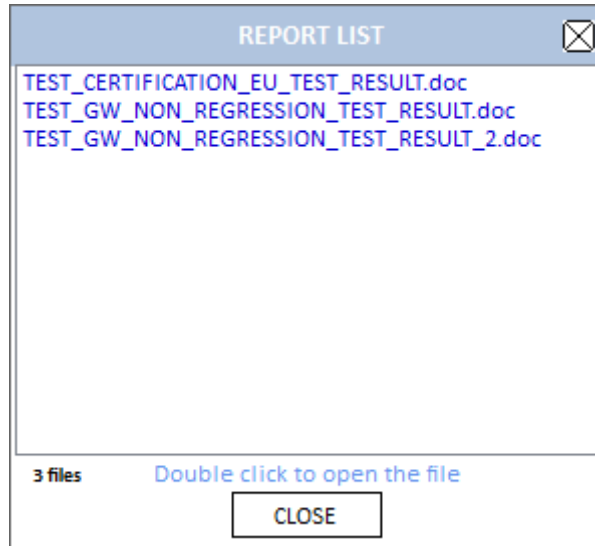 REPORT LIST
TEST_CERTIFICATION_EU_TEST_RESULT.doc
TEST_GW_NON_REGRESSION_TEST_RESULT.doc
TEST_GW_NON_REGRESSION_TEST_RESULT_2.doc
3 files Double click to open the file
CLOSE